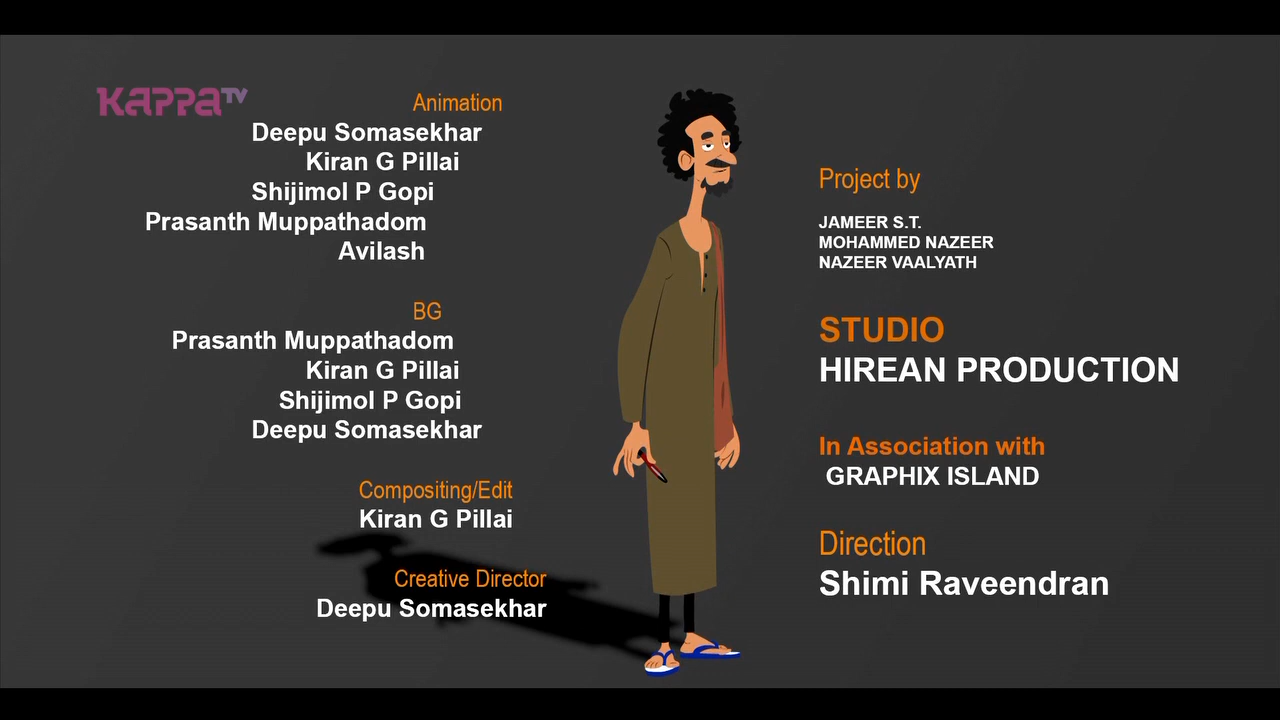 KAPPA TV
Animation
Deepu Somasekhar
Kiran G Pillai
Shijimol P Gopi
Prasanth Muppathadom
Avilash
BG
Prasanth Muppathadom
Kiran G Pillai
Shijimol P Gopi
Deepu Somasekhar
Compositing/Edit
Kiran G Pillai
Creative Director
Deepu Somasekhar
Project by
JAMEER S.T.
MOHAMMED NAZEER
NAZEER VAALYATH
STUDIO
HIREAN PRODUCTION
In Association with
GRAPHIX ISLAND
Direction
Shimi Raveendran